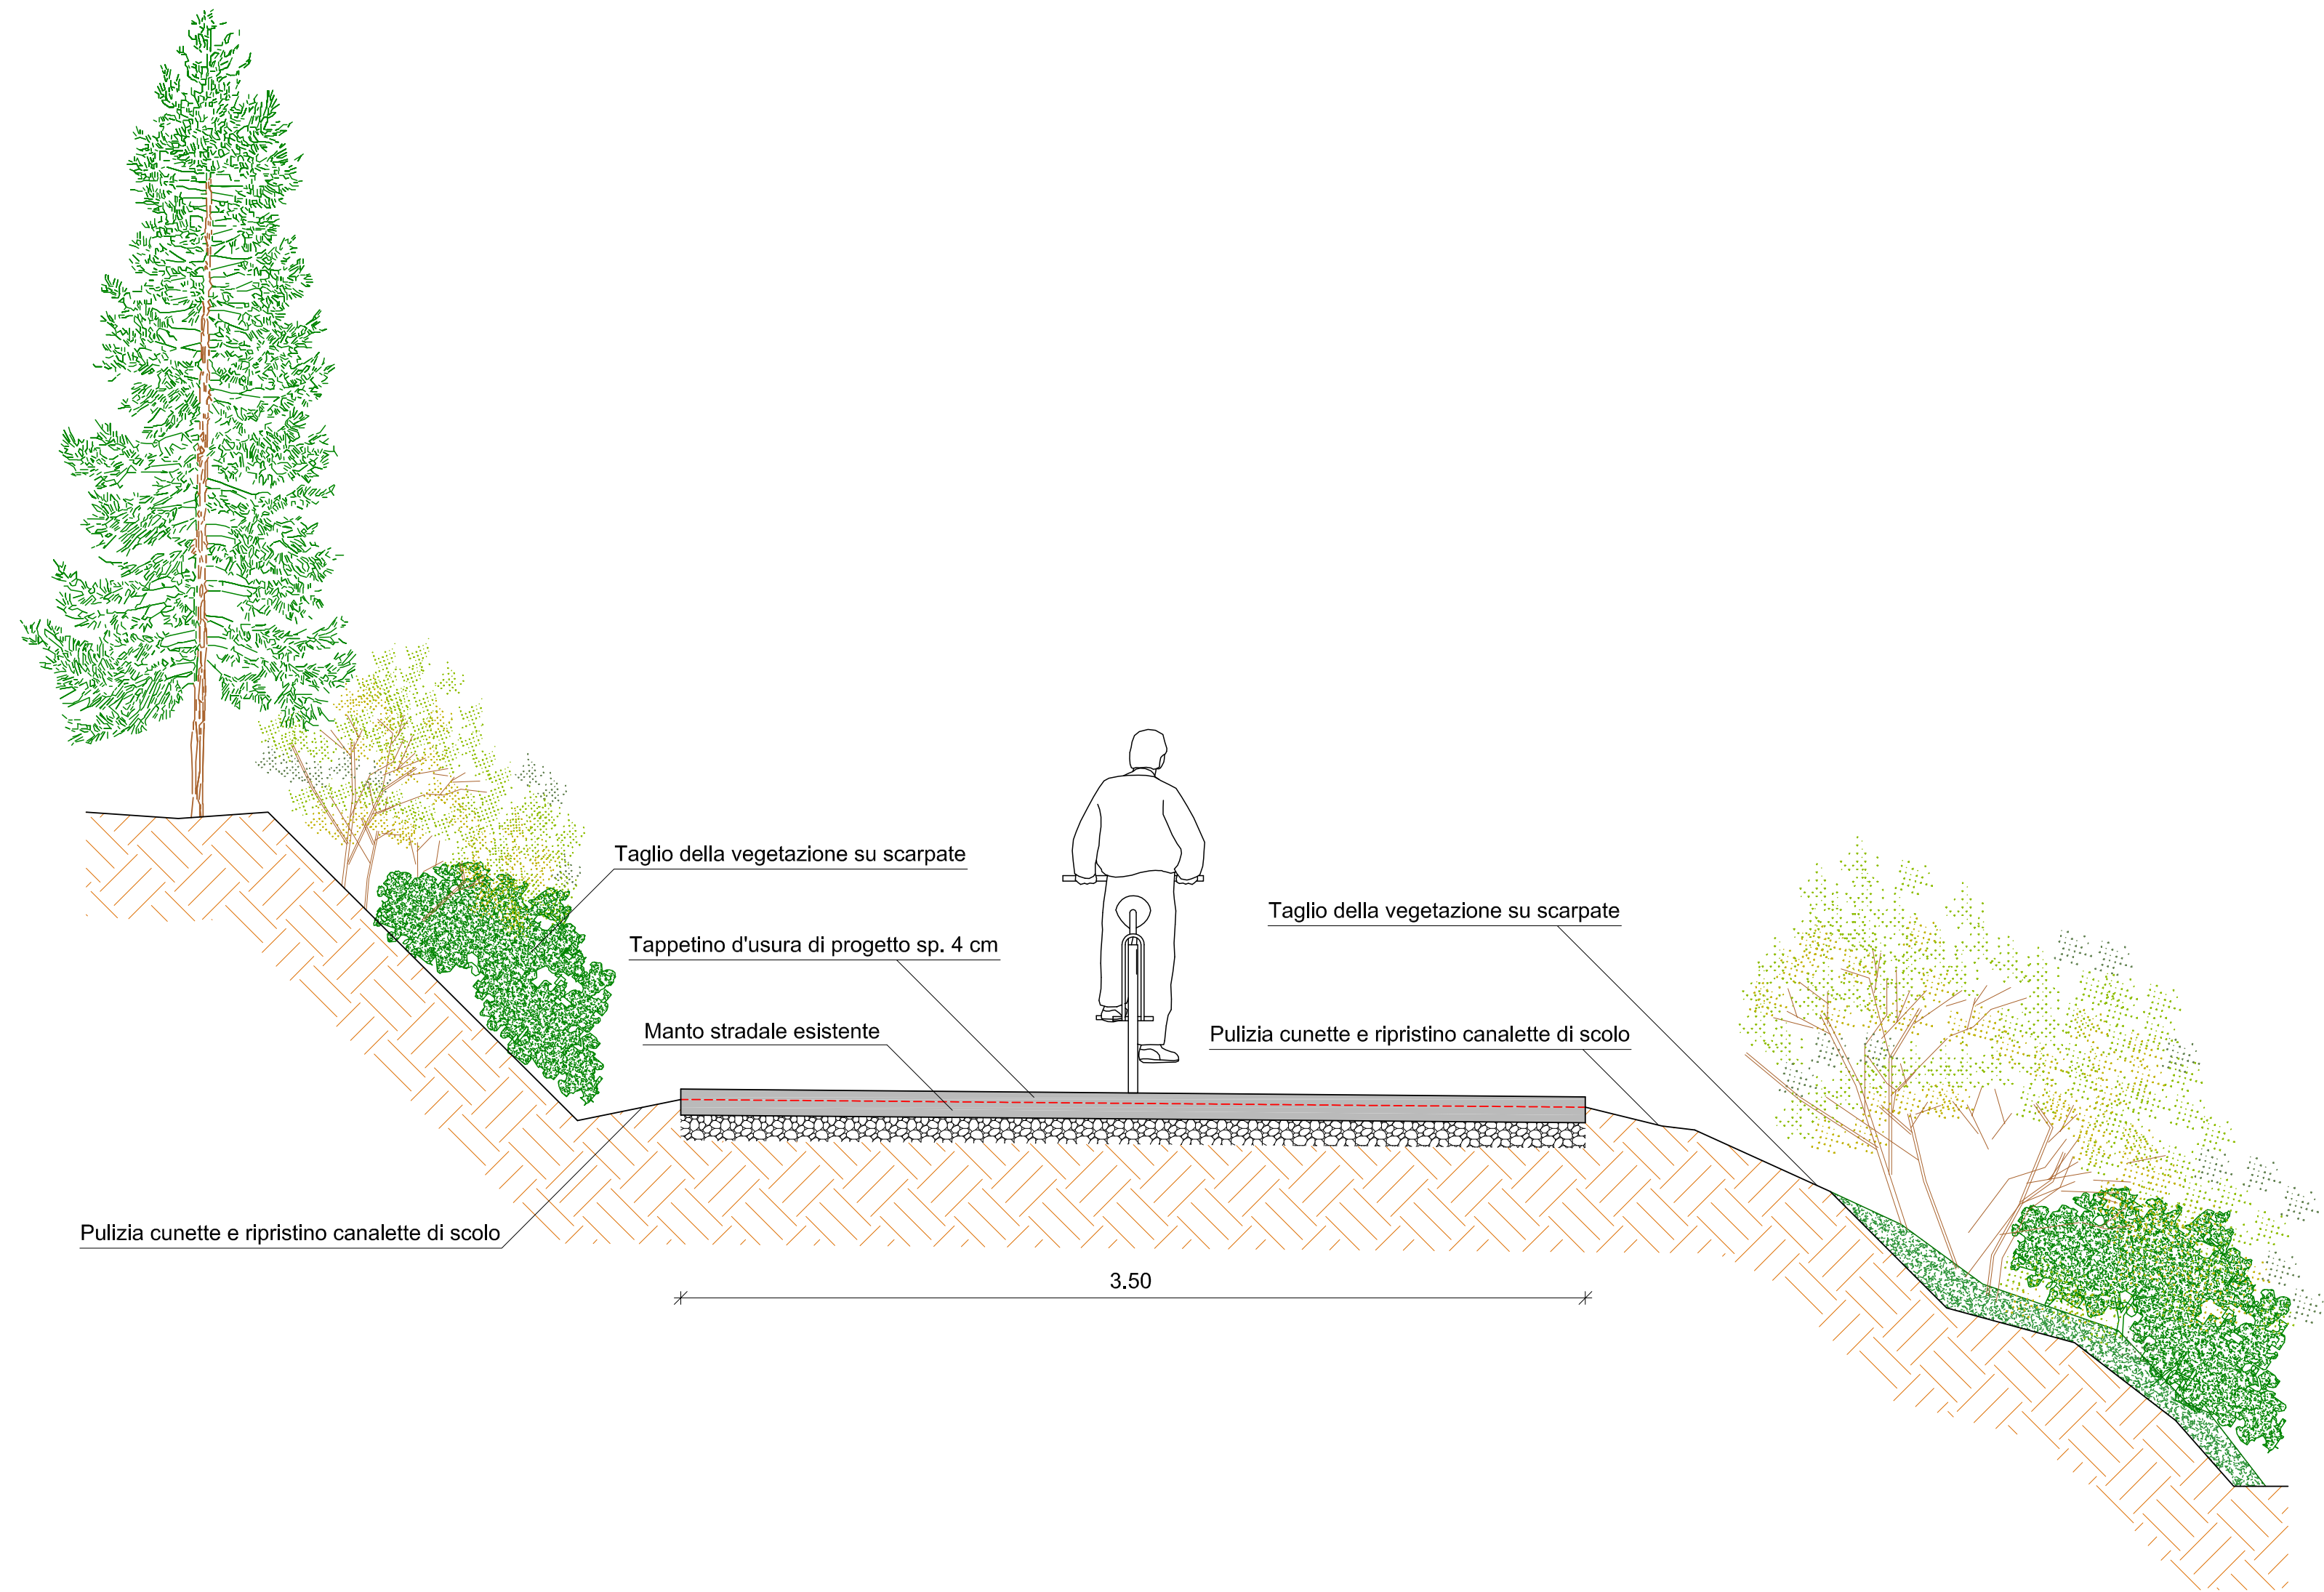 Taglio della vegetazione su scarpate
Taglio della vegetazione su scarpate
Tappetino d'usura di progetto sp. 4 cm
Manto stradale esistente
Pulizia cunette e ripristino canalette di scolo
Pulizia cunette e ripristino canalette di scolo
3.50